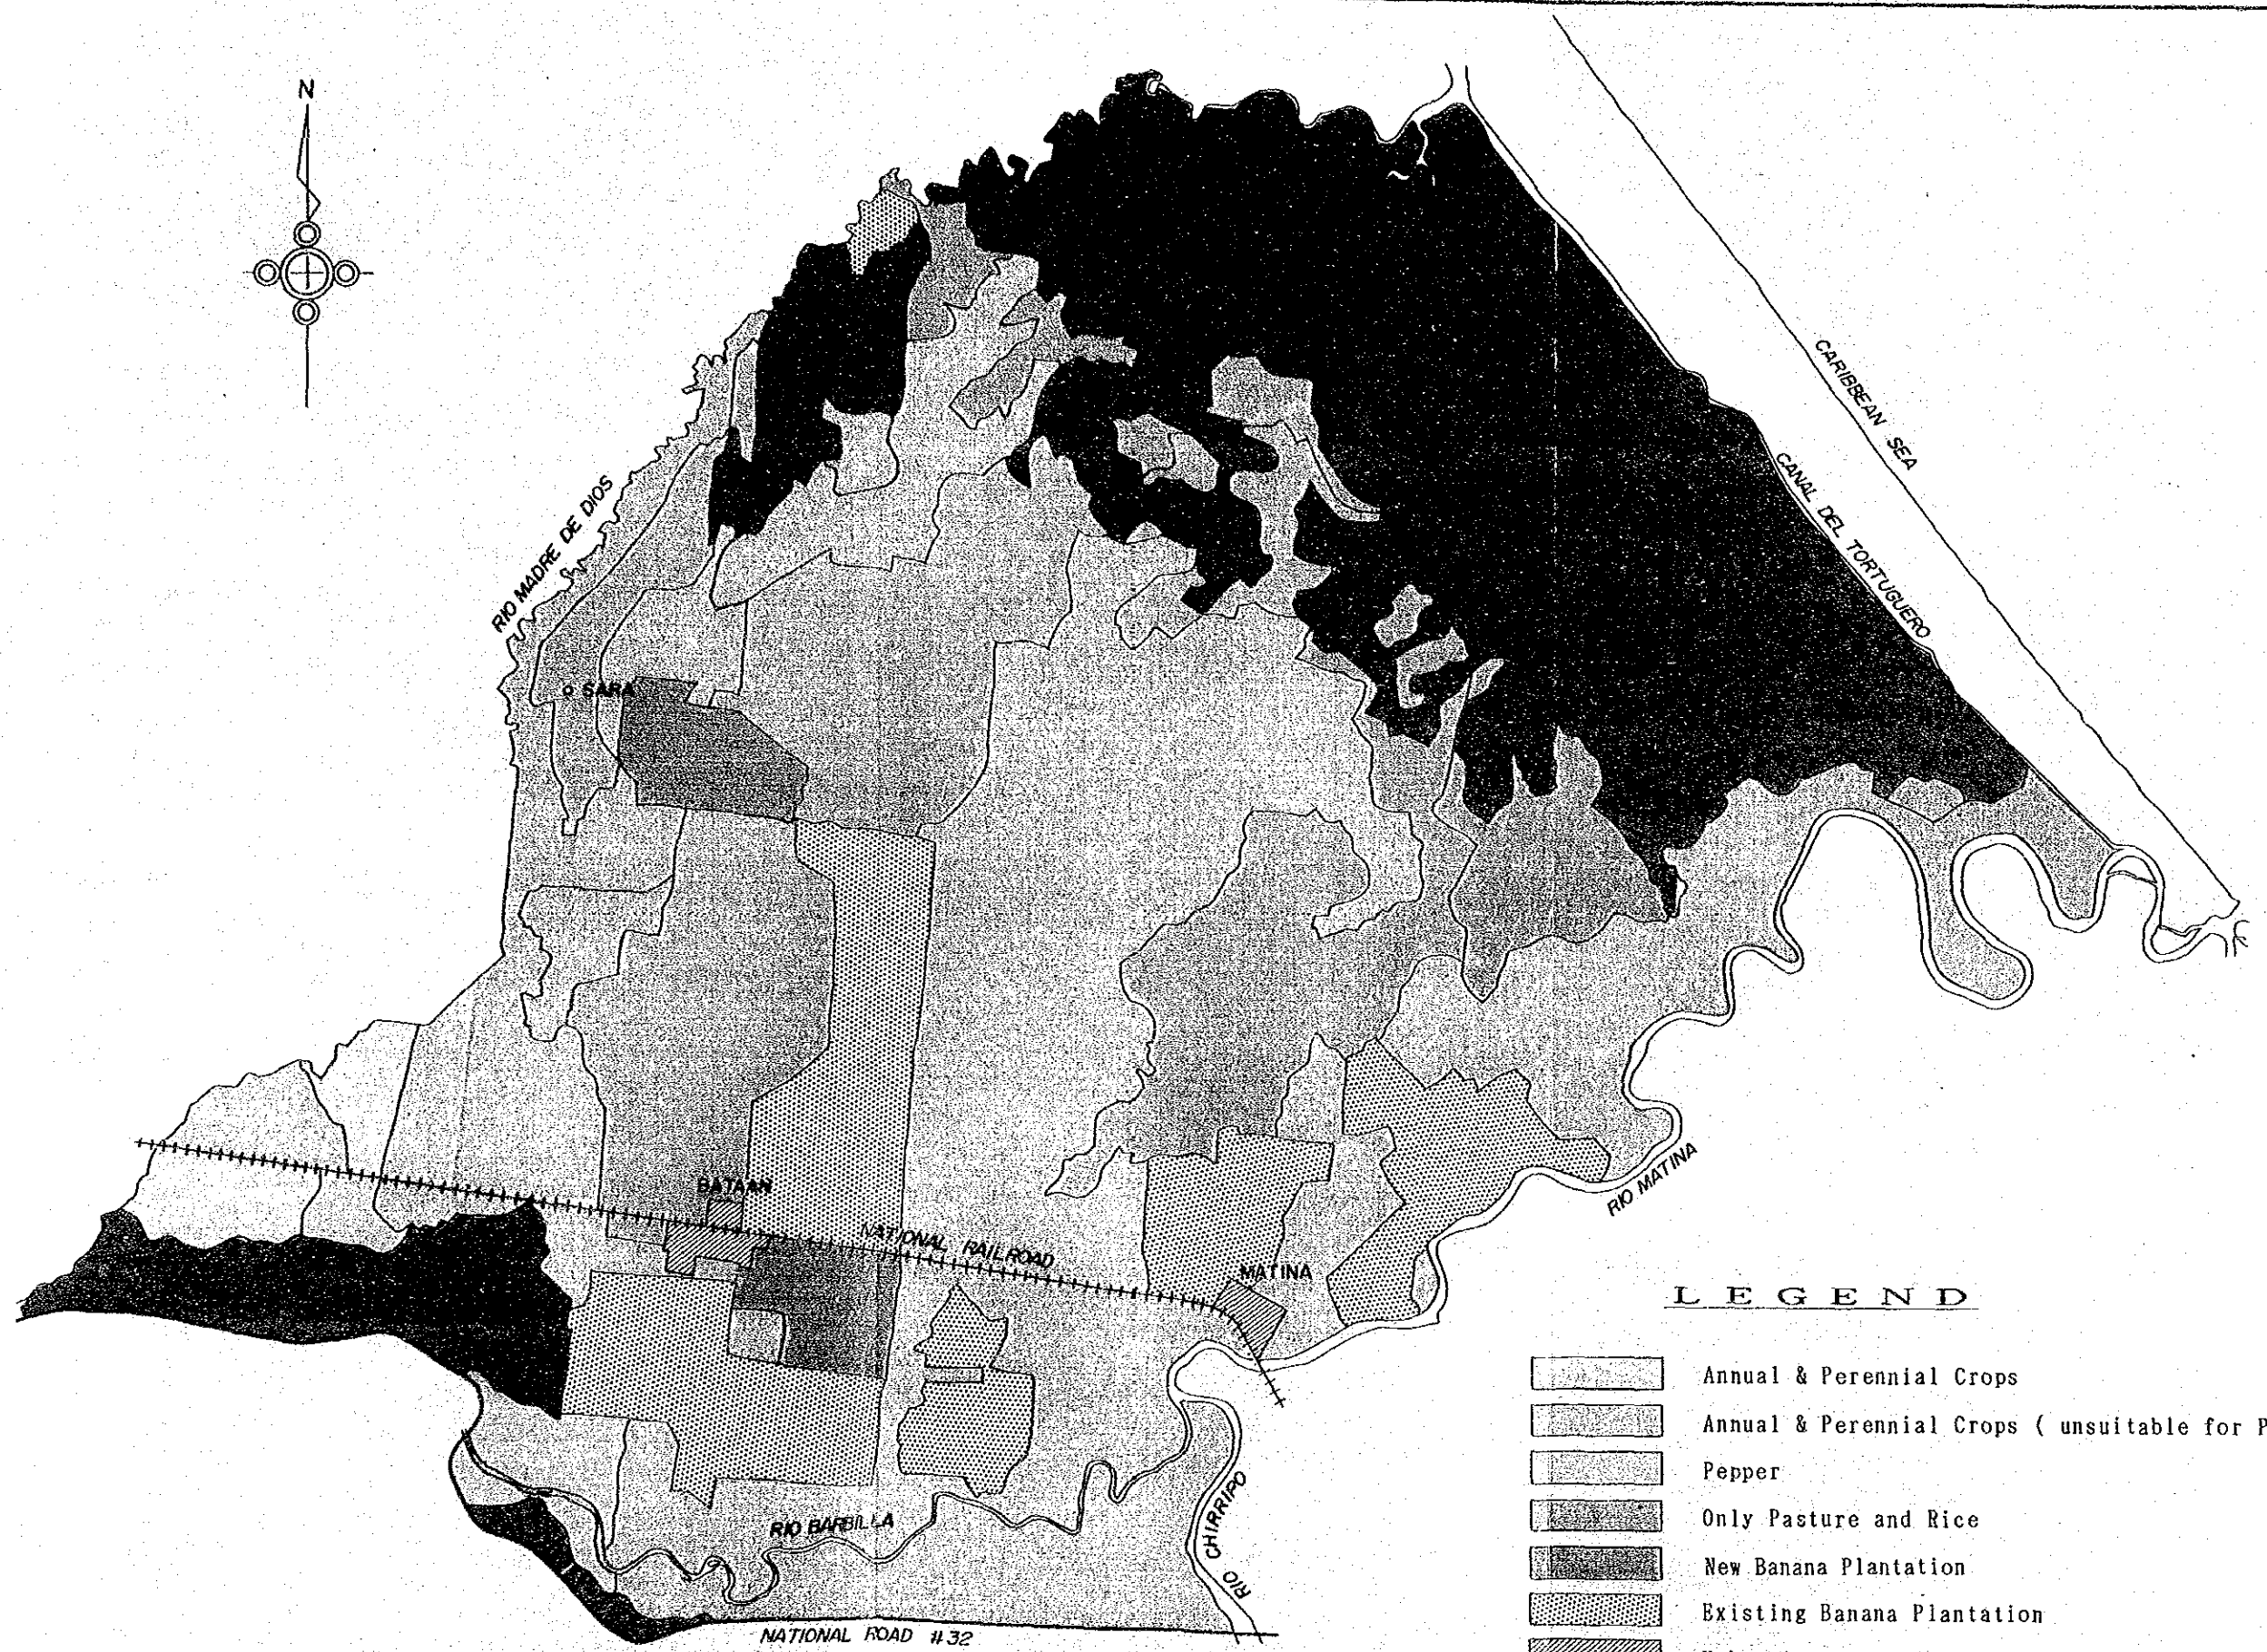 N
CARIBBEAN SEA
CANAL DEL TORTUGUERO
RIO MADRE DE DIOS
SARA
BATAAN
NATIONAL RAILROAD
MATINA
RIO MATINA
RIO BARBILLA
RIO CHIRRIPO
NATIONAL ROAD #32
LEGEND
Annual & Perennial Crops
Annual & Perennial Crops ( unsuitable for P
Pepper
Only Pasture and Rice
New Banana Plantation
Existing Banana Plantation